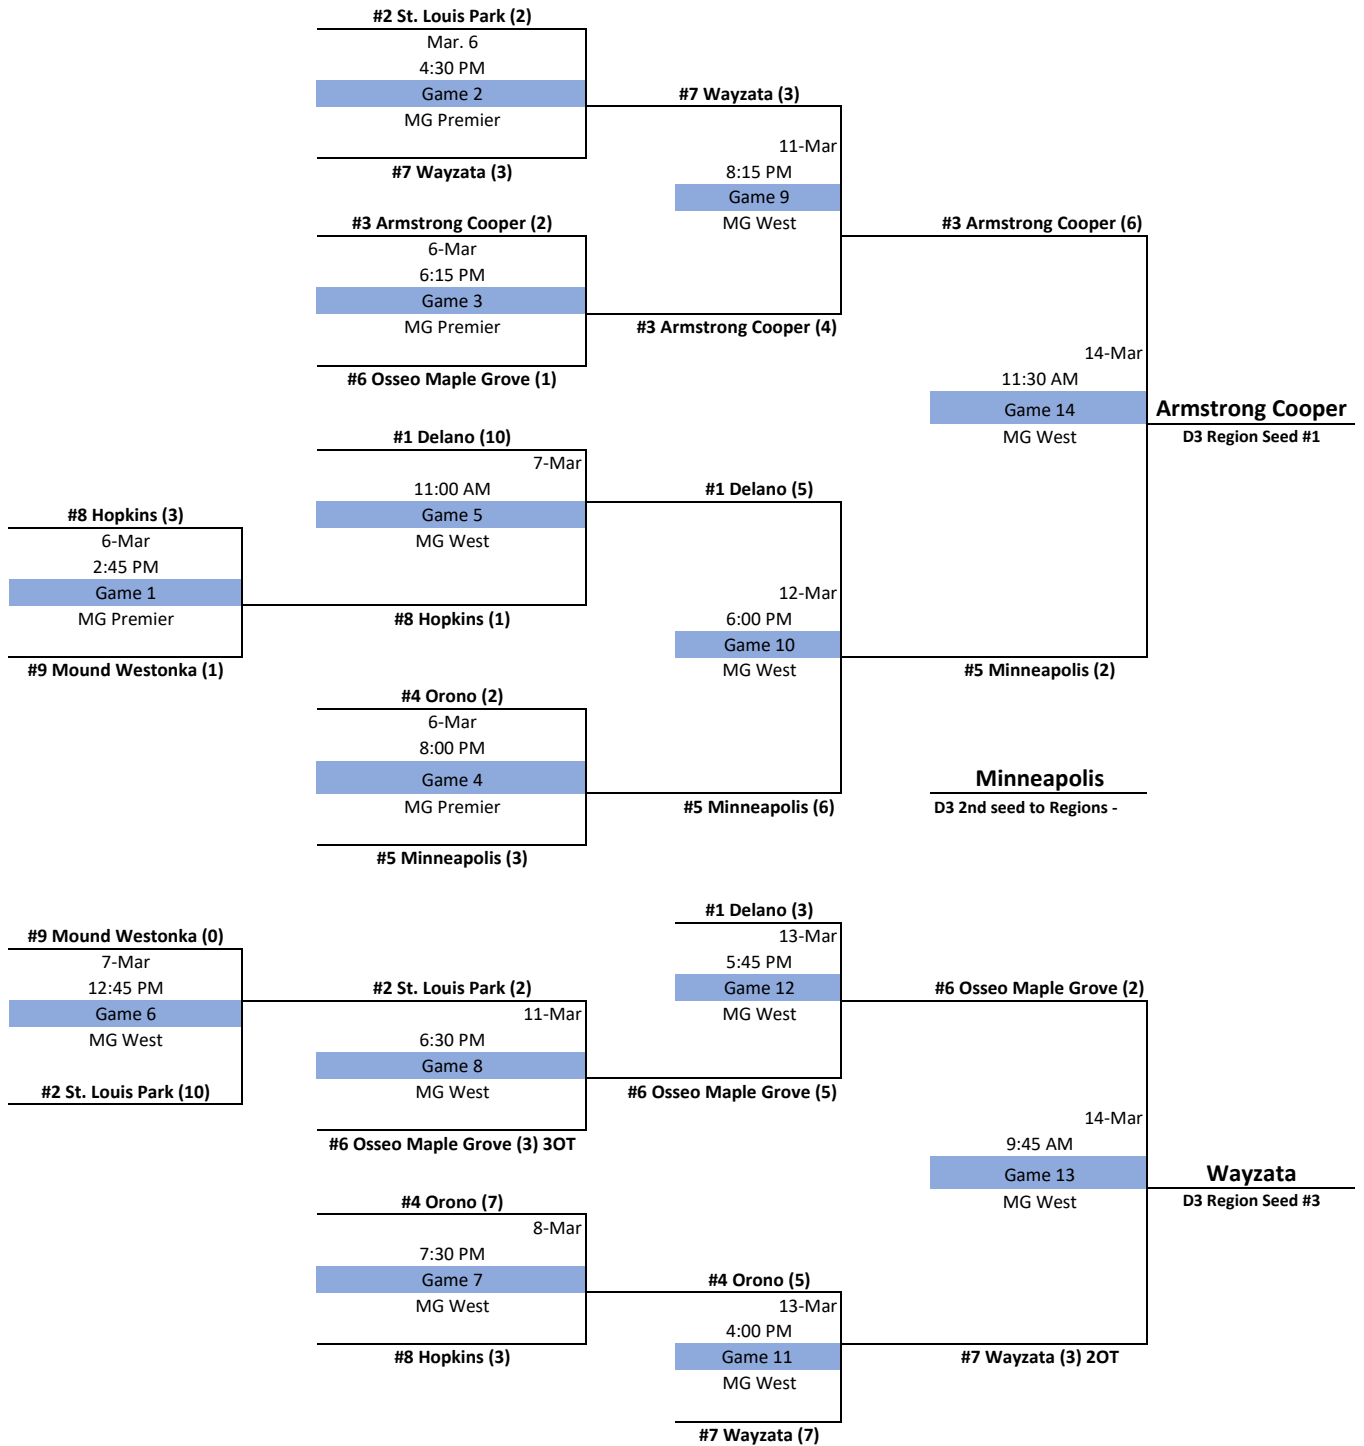 #2 St. Louis Park (2)
Mar. 6
4:30 PM
Game 2
MG Premier
#7 Wayzata (3)
#3 Armstrong Cooper (2)
6-Mar
6:15 PM
Game 3
MG Premier
#6 Osseo Maple Grove (1)
#7 Wayzata (3)
11-Mar
8:15 PM
Game 9
MG West
#3 Armstrong Cooper (4)
#3 Armstrong Cooper (6)
14-Mar
11:30 AM
Game 14
MG West
#5 Minneapolis (2)
Armstrong Cooper
D3 Region Seed #1
#8 Hopkins (3)
6-Mar
2:45 PM
Game 1
MG Premier
#9 Mound Westonka (1)
#1 Delano (10)
7-Mar
11:00 AM
Game 5
MG West
#8 Hopkins (1)
#4 Orono (2)
6-Mar
8:00 PM
Game 4
MG Premier
#5 Minneapolis (3)
#1 Delano (5)
12-Mar
6:00 PM
Game 10
MG West
#5 Minneapolis (6)
Minneapolis
D3 2nd seed to Regions -
#9 Mound Westonka (0)
7-Mar
12:45 PM
Game 6
MG West
#2 St. Louis Park (10)
#2 St. Louis Park (2)
11-Mar
6:30 PM
Game 8
MG West
#6 Osseo Maple Grove (3) 3OT
#1 Delano (3)
13-Mar
5:45 PM
Game 12
MG West
#6 Osseo Maple Grove (5)
#4 Orono (7)
8-Mar
7:30 PM
Game 7
MG West
#8 Hopkins (3)
#4 Orono (5)
13-Mar
4:00 PM
Game 11
MG West
#7 Wayzata (7)
#6 Osseo Maple Grove (2)
14-Mar
9:45 AM
Game 13
MG West
#7 Wayzata (3) 2OT
Wayzata
D3 Region Seed #3